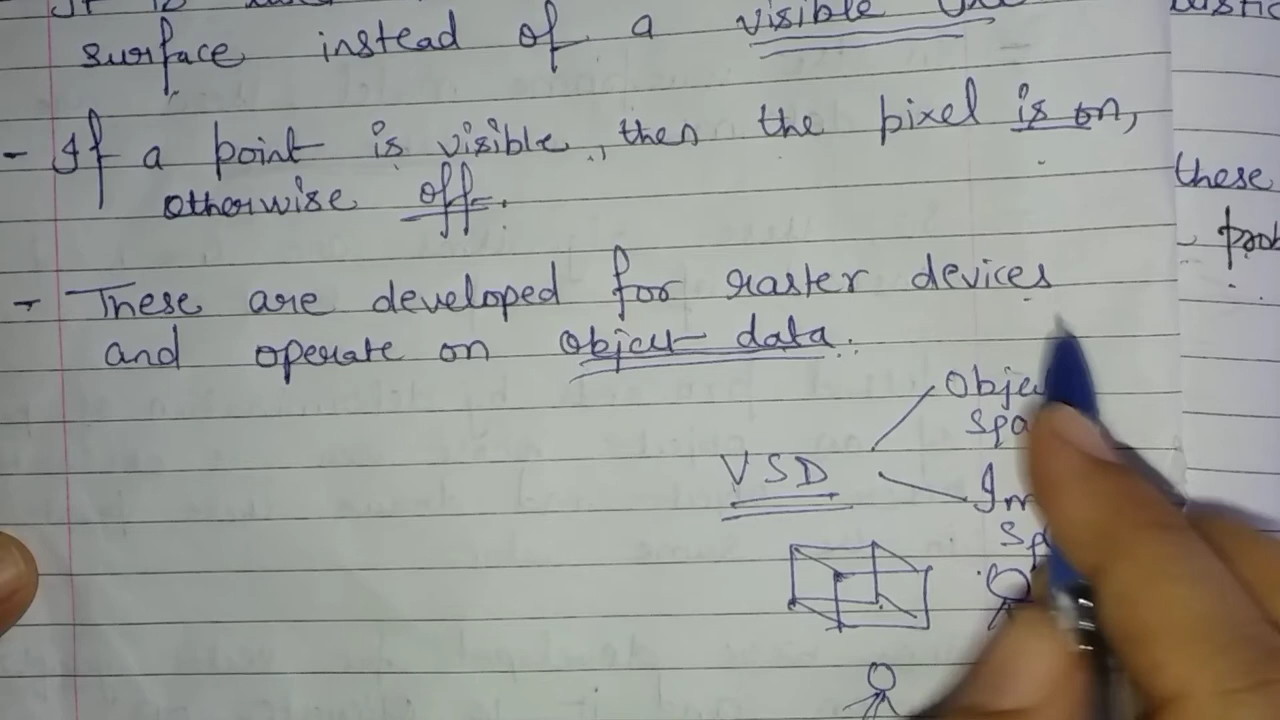 surface instead of a visible
- If a point is visible, then the pixel is on,
otherwise off.
- These are developed for raster devices
and operate on object data.
VSD
these